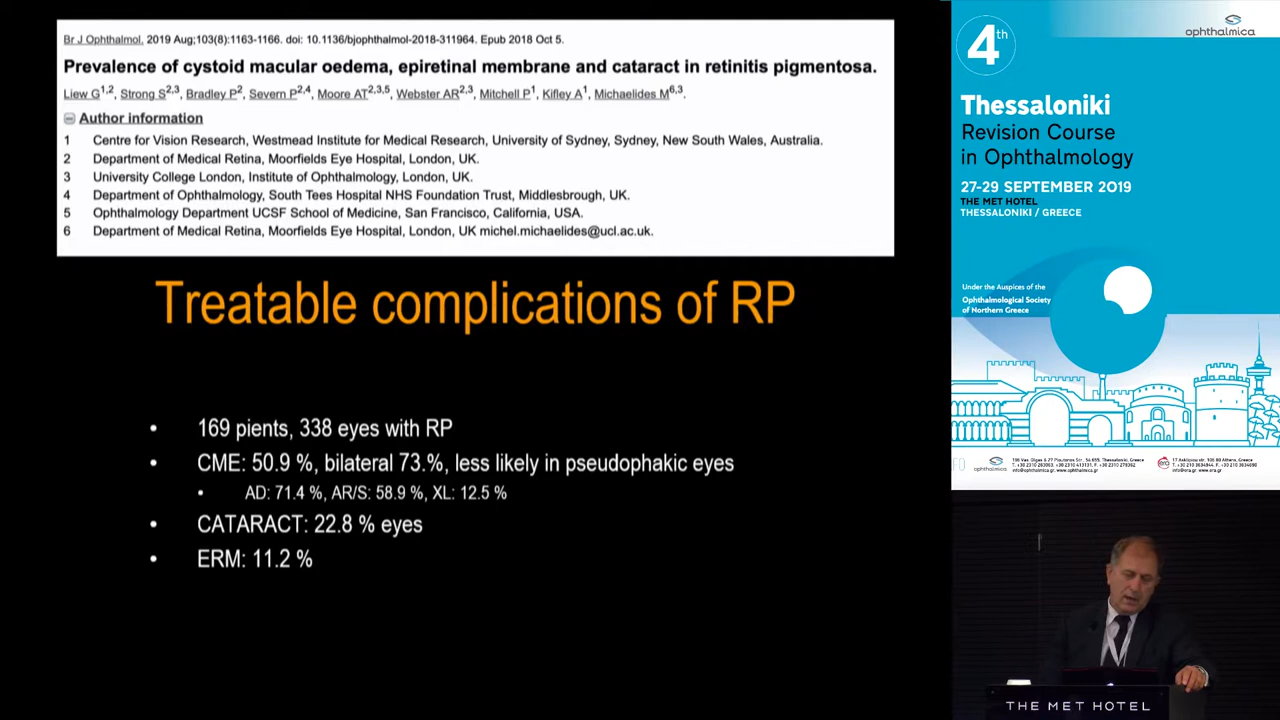 Br J Ophthalmol. 2019 Aug;103(8):1163-1166. doi: 10.1136/bjophthalmol-2018-311964. Epub 2018 Oct 5.
Prevalence of cystoid macular oedema, epiretinal membrane and cataract in retinitis pigmentosa.
Liew G1,2, Strong S2,3, Bradley P2, Severn P2,4, Moore AT2,3,5, Webster AR2,3, Mitchell P1, Kifley A1, Michaelides M6,3.
Author information
1 Centre for Vision Research, Westmead Institute for Medical Research, University of Sydney, Sydney, New South Wales, Australia.
2 Department of Medical Retina, Moorfields Eye Hospital, London, UK.
3 University College London, Institute of Ophthalmology, London, UK.
4 Department of Ophthalmology, South Tees Hospital NHS Foundation Trust, Middlesbrough, UK.
5 Ophthalmology Department UCSF School of Medicine, San Francisco, California, USA.
6 Department of Medical Retina, Moorfields Eye Hospital, London, UK michel.michaelides@ucl.ac.uk.
Treatable complications of RP
• 169 pients, 338 eyes with RP
• CME: 50.9 %, bilateral 73.%, less likely in pseudophakic eyes
• AD: 71.4 %, AR/S: 58.9 %, XL: 12.5 %
• CATARACT: 22.8 % eyes
• ERM: 11.2 %
ophthalmica
4th
Thessaloniki
Revision Course
in Ophthalmology
27-29 SEPTEMBER 2019
THE MET HOTEL
THESSALONIKI / GREECE
Under the Auspices of the
Ophthalmological Society
of Northern Greece
ophthalmica
THE MET HOTEL